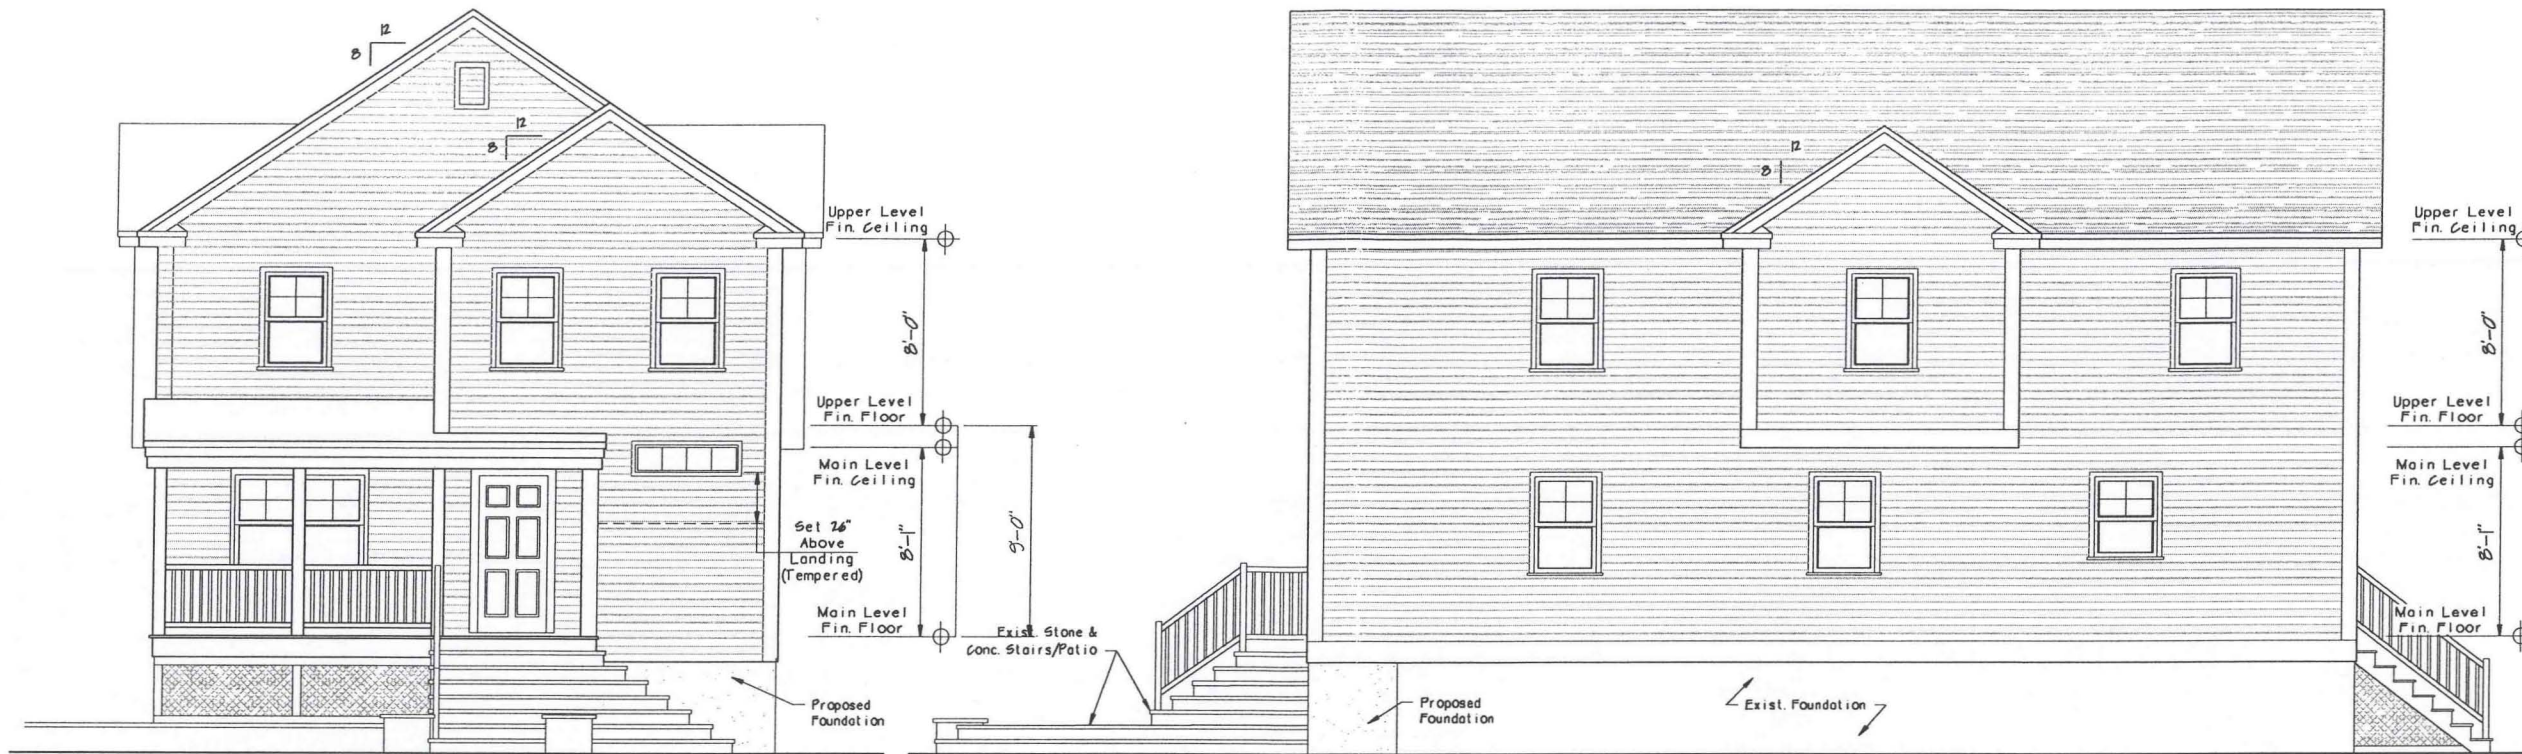 12
8
12
8
Upper Level
Fin. Ceiling
8'-0"
Upper Level
Fin. Floor
Main Level
Fin. Ceiling
Set 26"
Above
Landing
(Tempered)
8'-1"
9'-0"
Main Level
Fin. Floor
Proposed
Foundation
12
8
Upper Level
Fin. Ceiling
8'-0"
Upper Level
Fin. Floor
Main Level
Fin. Ceiling
8'-1"
Main Level
Fin. Floor
Exist. Stone &
Conc. Stairs/Patio
Proposed
Foundation
Exist. Foundation